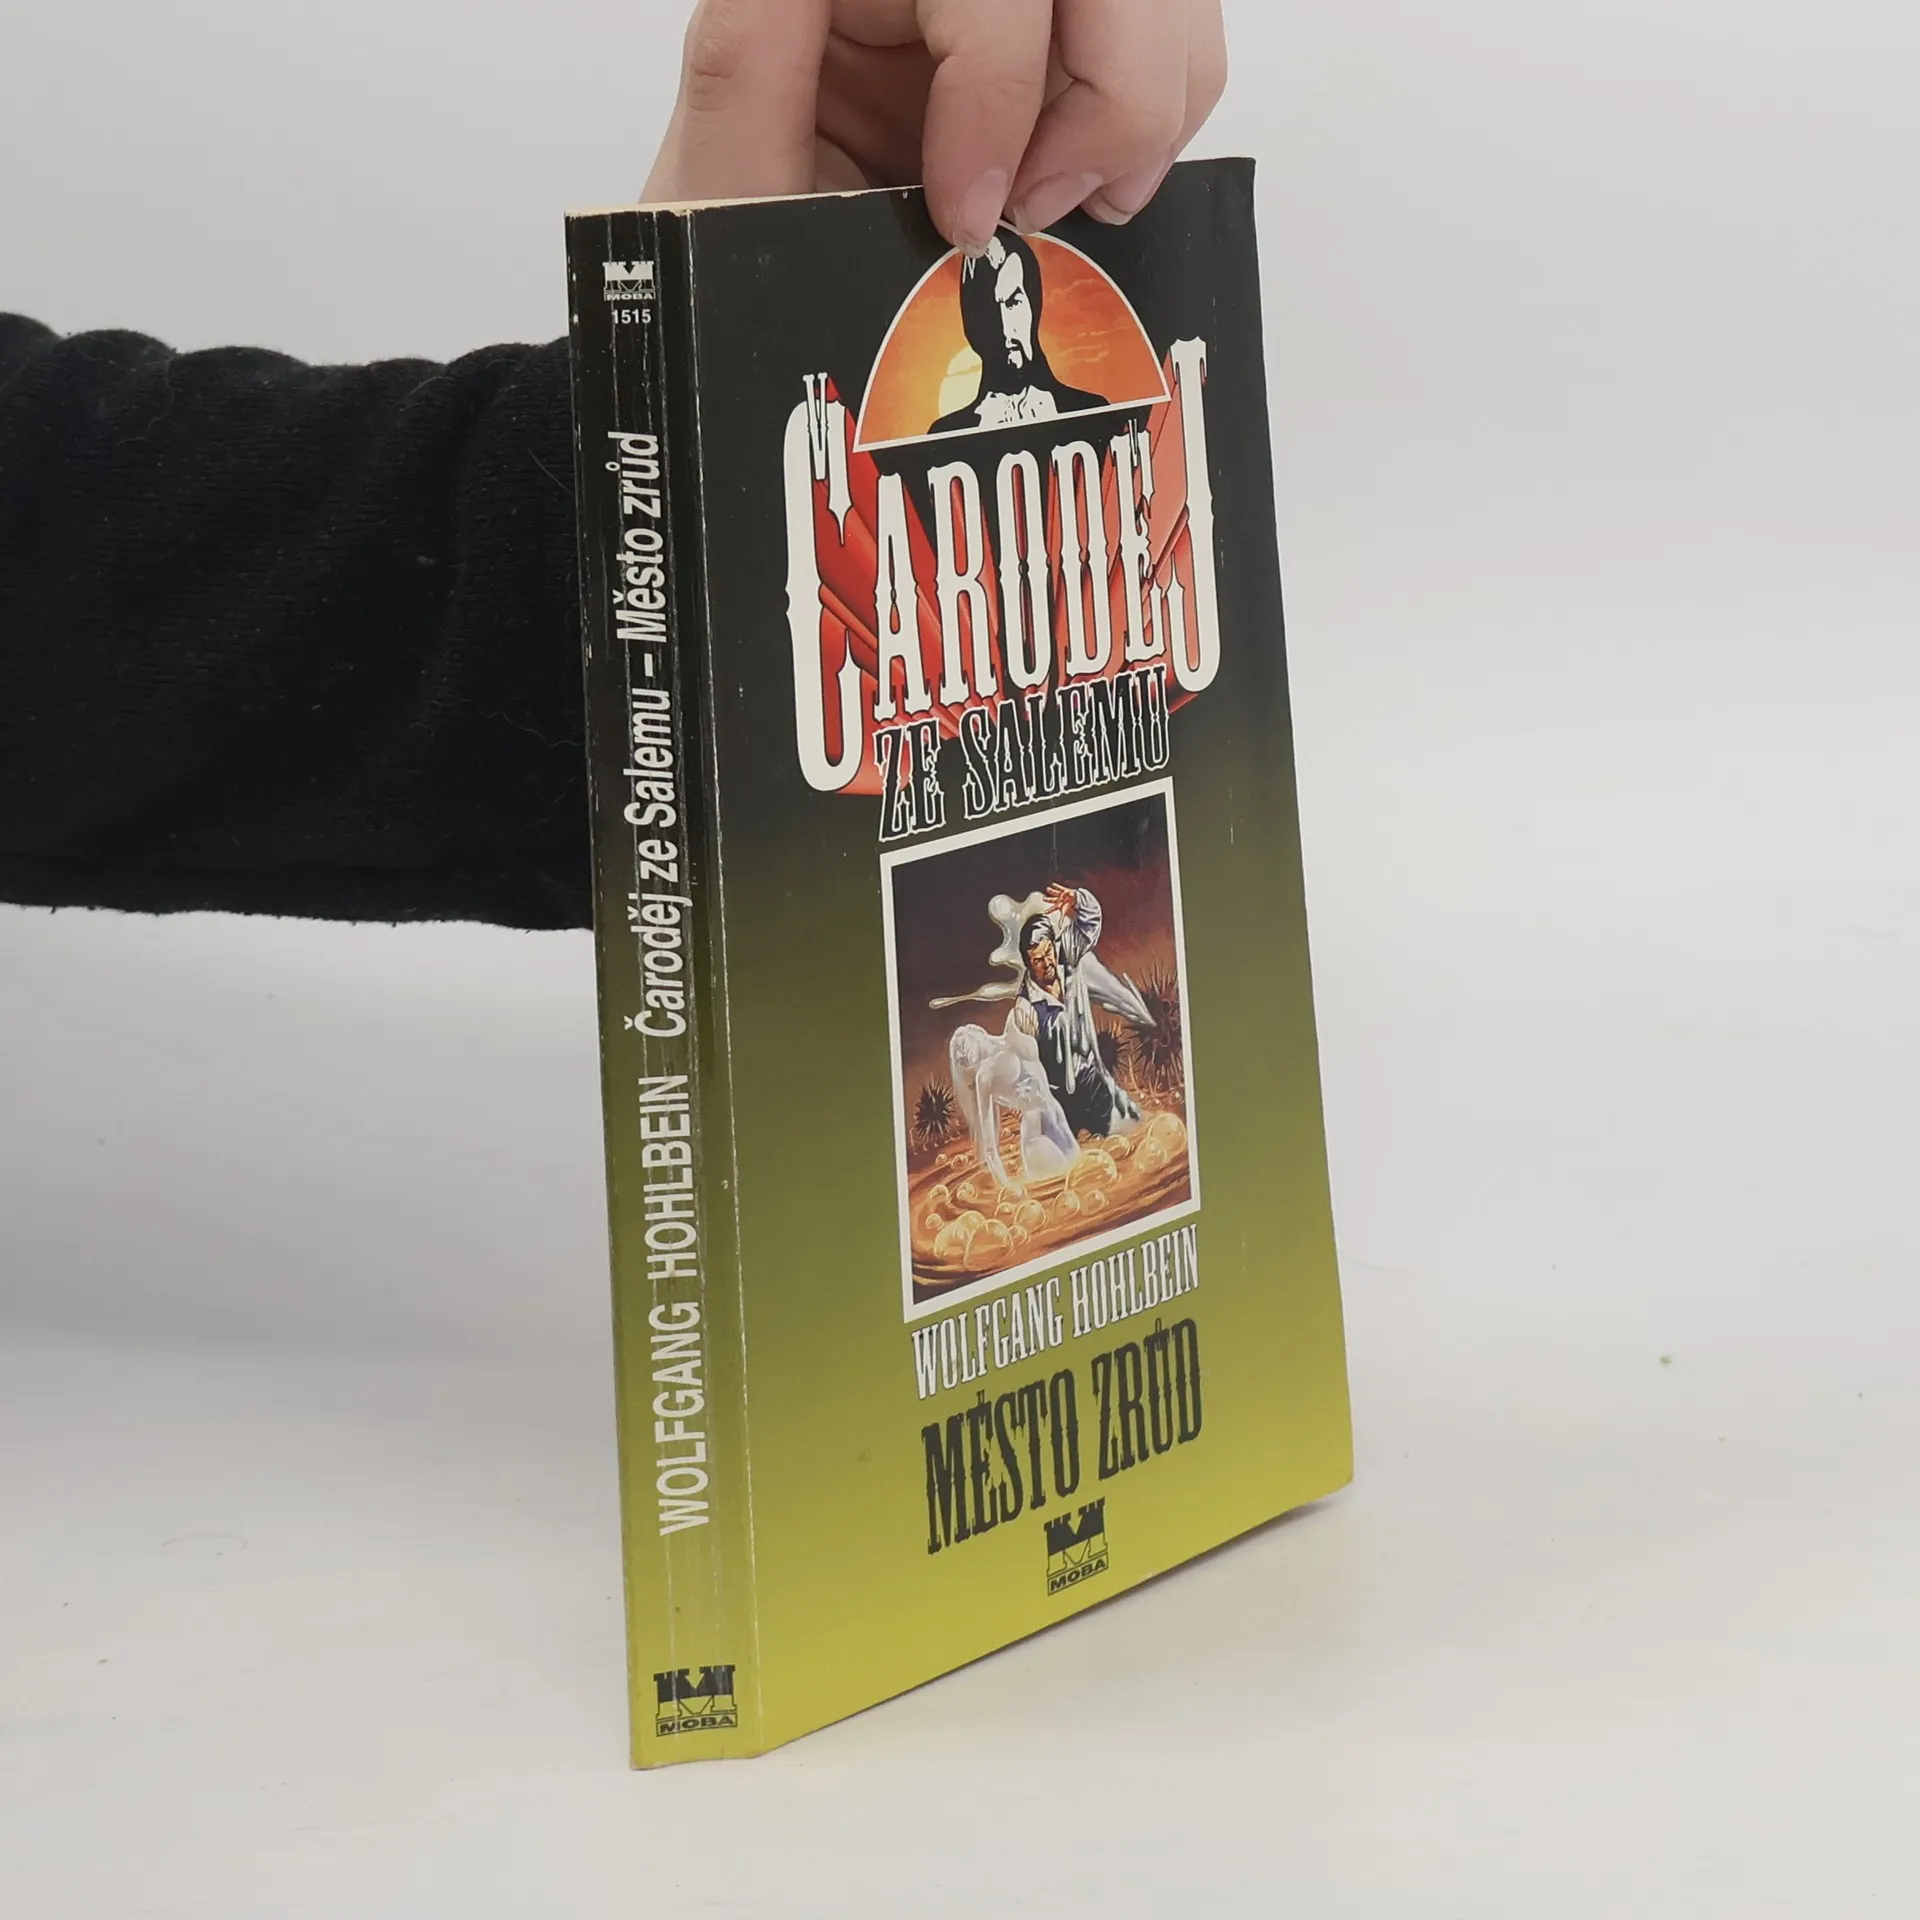 MOBA
1515
WOLFGANG HOHLBEIN Čaroděj ze Salemu - Město zrůd
MOBA
ČARODĚJ
ZE SALEMU
WOLFGANG HOHLBEIN
MĚSTO ZRŮD
MOBA